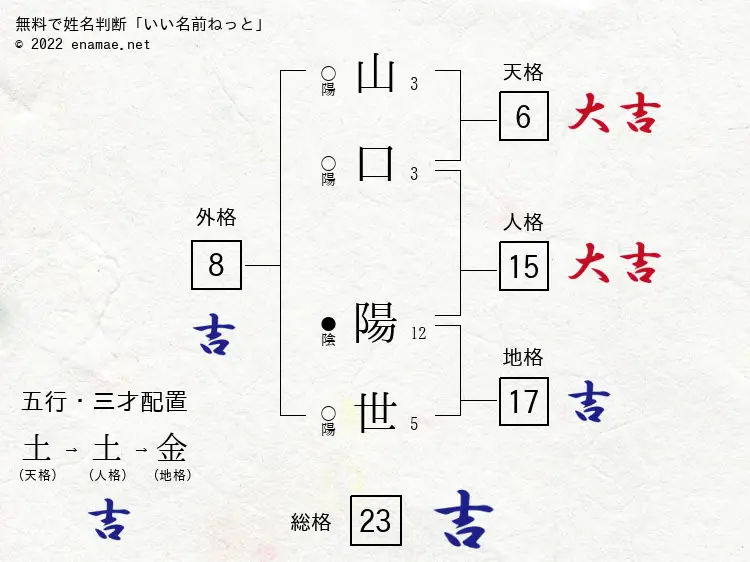 無料で姓名判断「いい名前ねっと」
© 2022 enamae.net
天格
6 大吉
○ 陽 山 3
○ 陽 口 3
人格
15 大吉
外格
8
吉
● 陰 陽 12
地格
17 吉
○ 陽 世 5
五行・三才配置
土 → 土 → 金
(天格) (人格) (地格)
吉
総格 23 吉